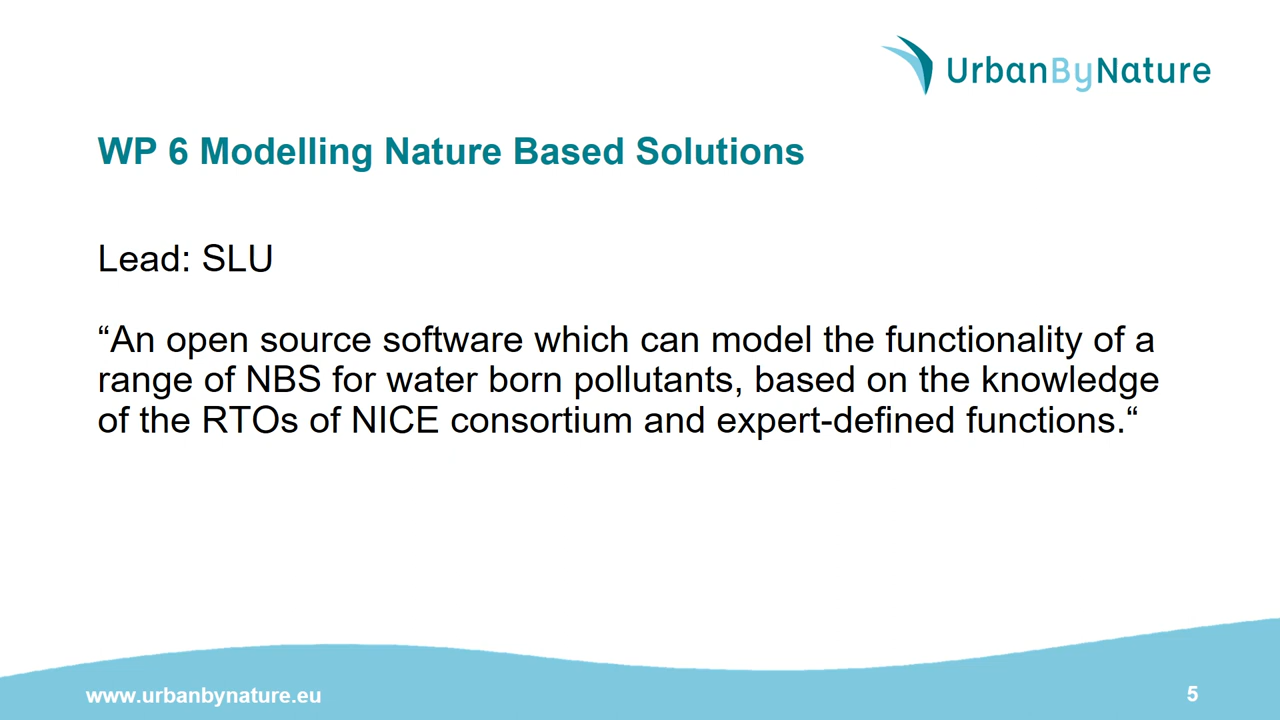 UrbanByNature
WP 6 Modelling Nature Based Solutions
Lead: SLU
“An open source software which can model the functionality of a
range of NBS for water born pollutants, based on the knowledge
of the RTOs of NICE consortium and expert-defined functions.“
www.urbanbynature.eu
5